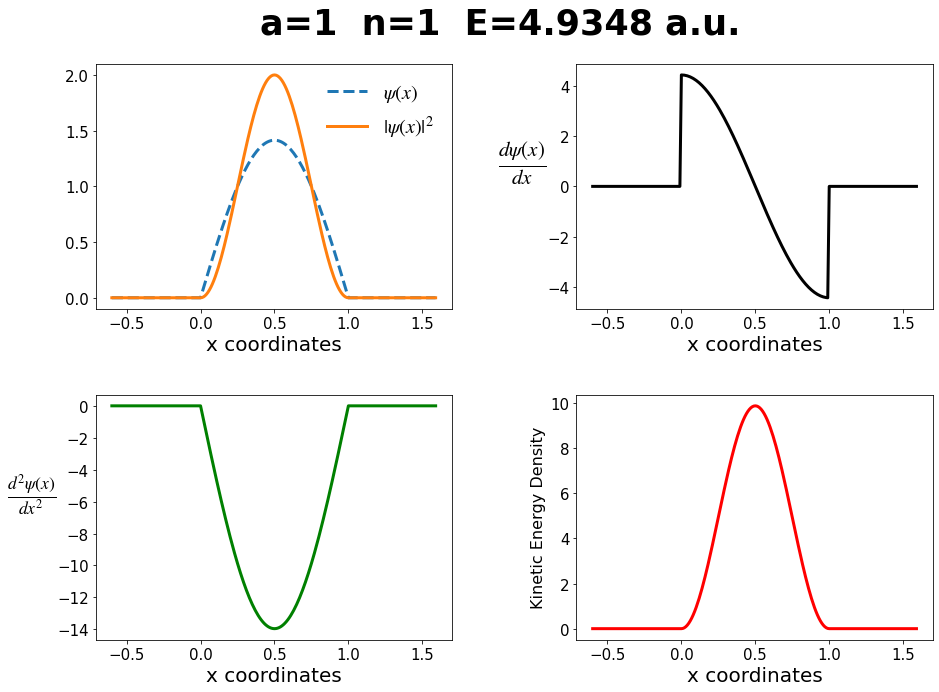 a=1  n=1  E=4.9348 a.u.
2.0
1.5
1.0
0.5
0.0
ψ(x)
|ψ(x)|²
−0.5 0.0 0.5 1.0 1.5
x coordinates
dψ(x)
dx
4
2
0
−2
−4
−0.5 0.0 0.5 1.0 1.5
x coordinates
d²ψ(x)
dx²
0
−2
−4
−6
−8
−10
−12
−14
−0.5 0.0 0.5 1.0 1.5
x coordinates
Kinetic Energy Density
10
8
6
4
2
0
−0.5 0.0 0.5 1.0 1.5
x coordinates